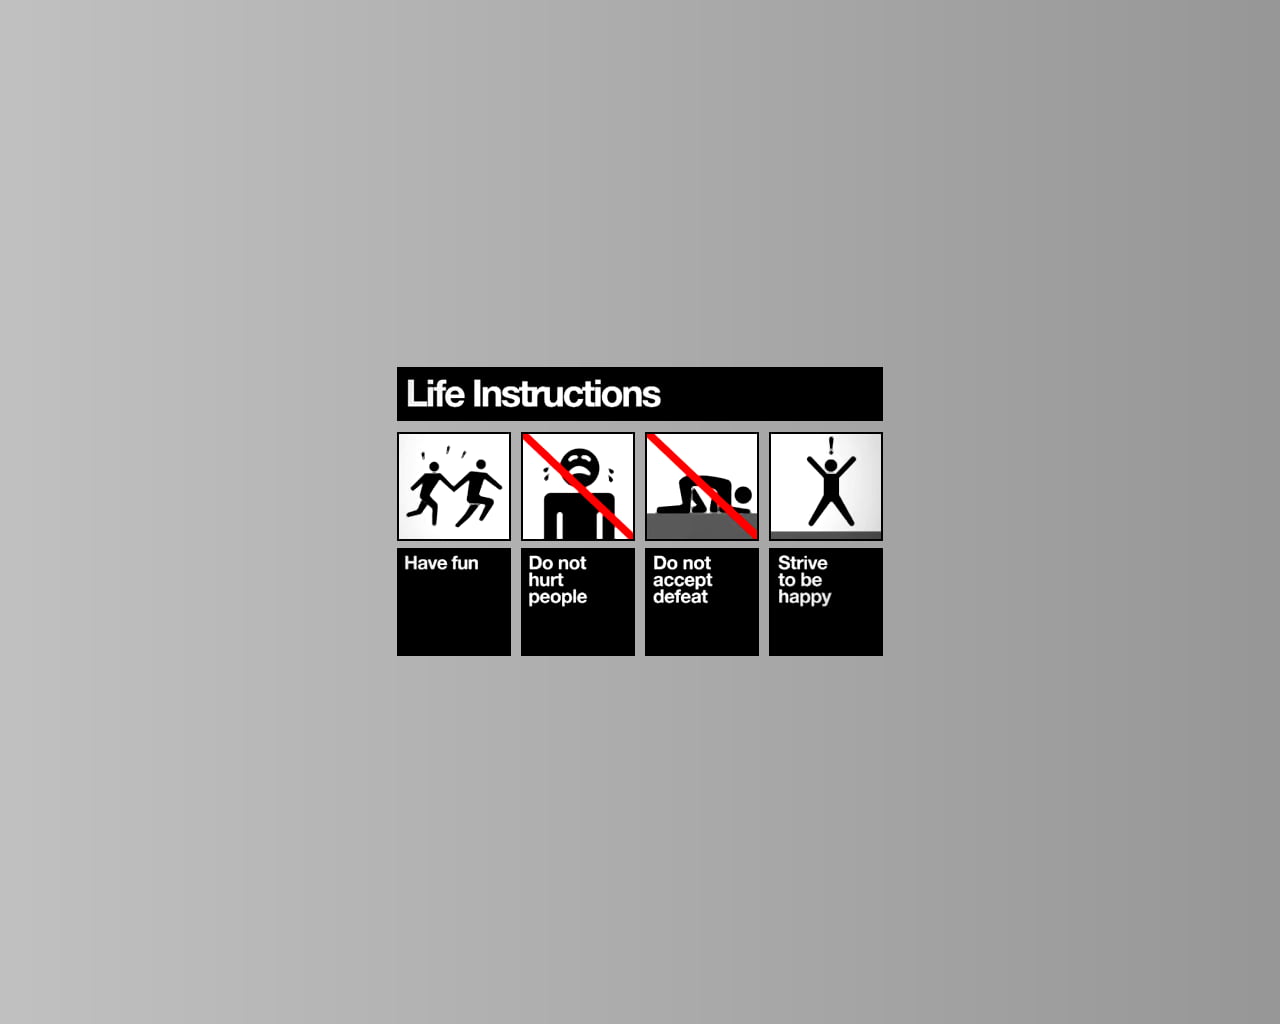 Life Instructions
Have fun
Do not
hurt
people
Do not
accept
defeat
Strive
to be
happy